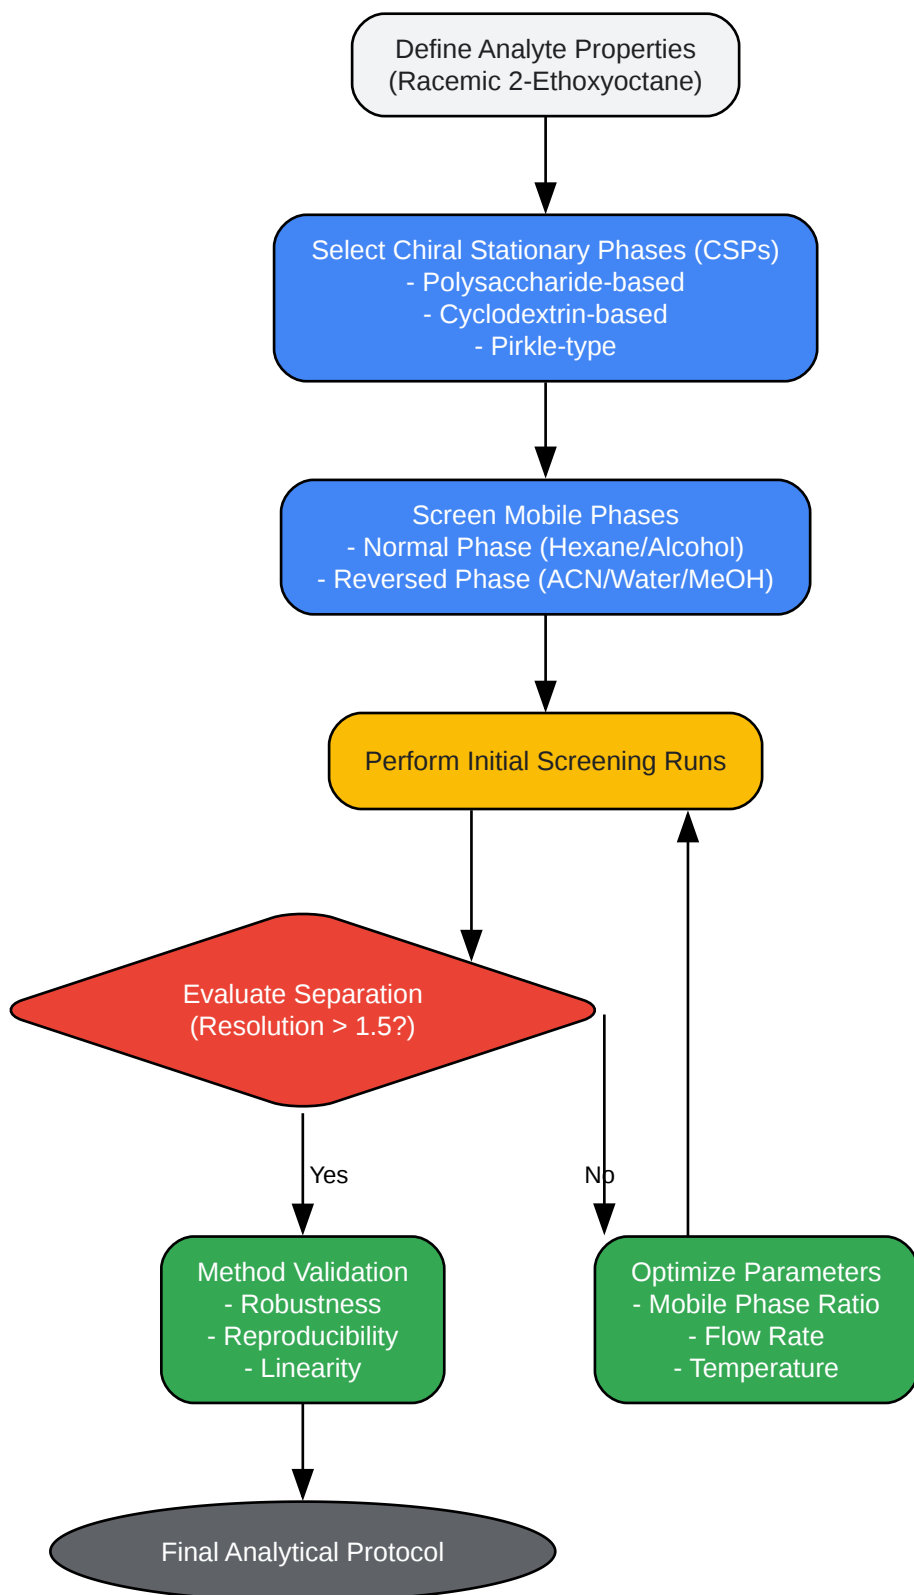 Define Analyte Properties
(Racemic 2-Ethoxyoctane)
Select Chiral Stationary Phases (CSPs)
- Polysaccharide-based
- Cyclodextrin-based
- Pirkle-type
Screen Mobile Phases
- Normal Phase (Hexane/Alcohol)
- Reversed Phase (ACN/Water/MeOH)
Perform Initial Screening Runs
Evaluate Separation
(Resolution > 1.5?)
Yes
No
Method Validation
- Robustness
- Reproducibility
- Linearity
Optimize Parameters
- Mobile Phase Ratio
- Flow Rate
- Temperature
Final Analytical Protocol